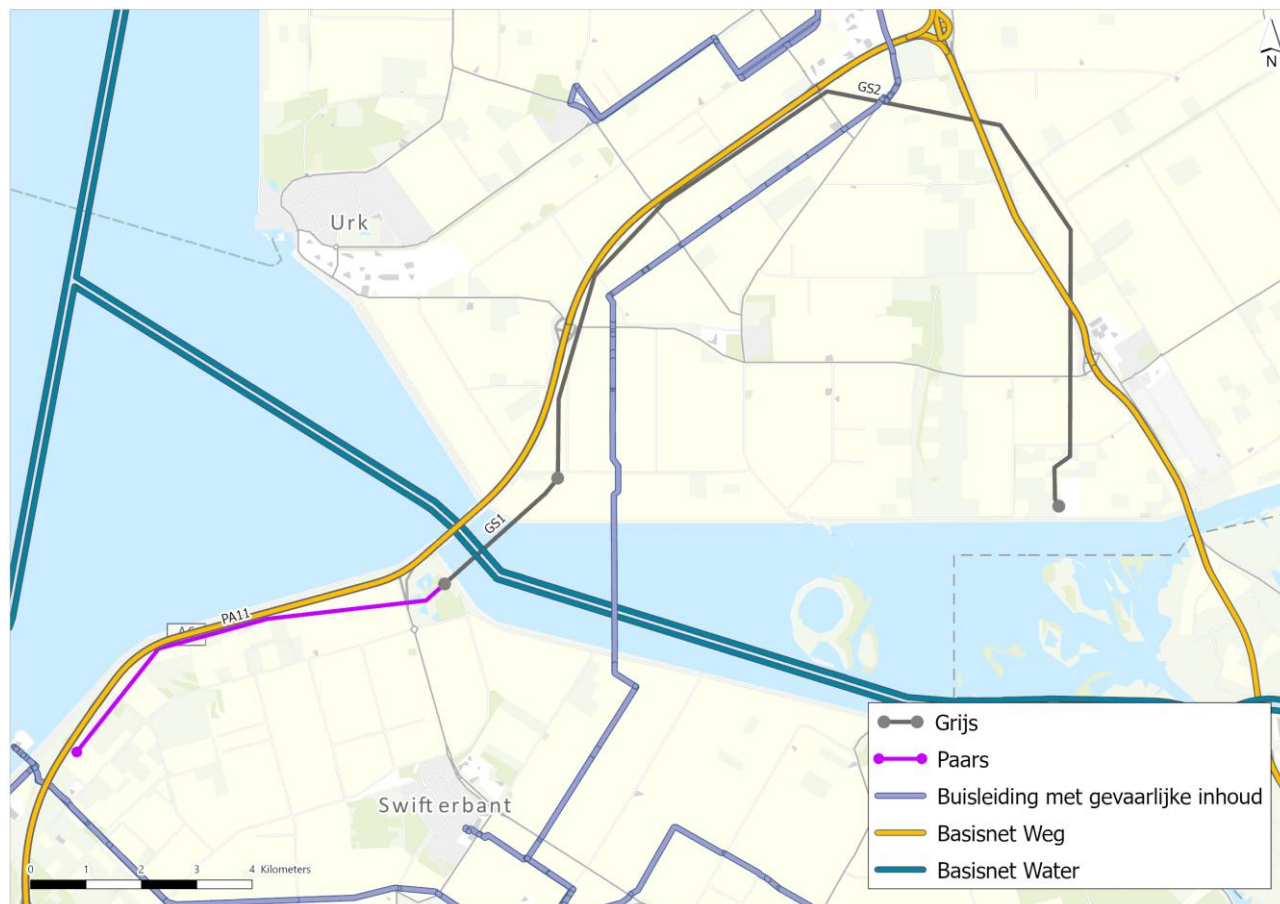 N
GS2
Urk
GS1
PA11
A6
Swifterbant
Grijs
Paars
Buisleiding met gevaarlijke inhoud
Basisnet Weg
Basisnet Water
0 1 2 3 4 Kilometers